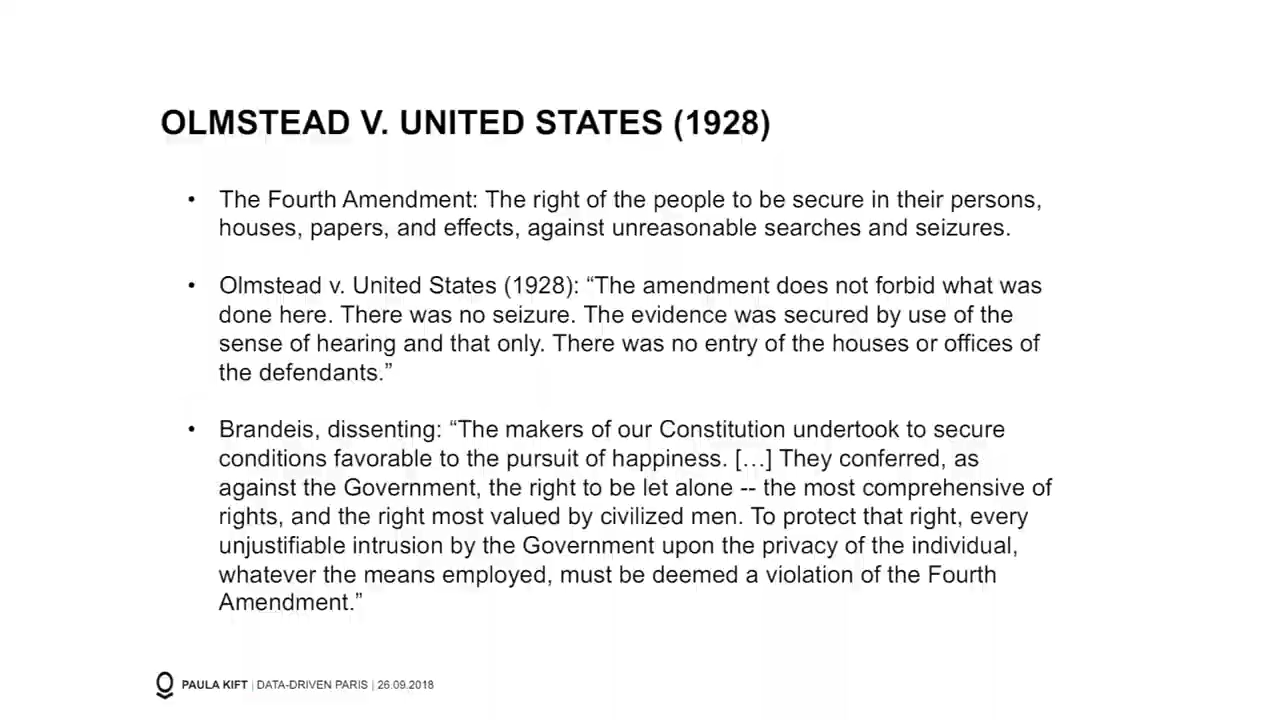 OLMSTEAD V. UNITED STATES (1928)
• The Fourth Amendment: The right of the people to be secure in their persons,
houses, papers, and effects, against unreasonable searches and seizures.
• Olmstead v. United States (1928): “The amendment does not forbid what was
done here. There was no seizure. The evidence was secured by use of the
sense of hearing and that only. There was no entry of the houses or offices of
the defendants.”
• Brandeis, dissenting: “The makers of our Constitution undertook to secure
conditions favorable to the pursuit of happiness. […] They conferred, as
against the Government, the right to be let alone -- the most comprehensive of
rights, and the right most valued by civilized men. To protect that right, every
unjustifiable intrusion by the Government upon the privacy of the individual,
whatever the means employed, must be deemed a violation of the Fourth
Amendment.”
PAULA KIFT | DATA-DRIVEN PARIS | 26.09.2018